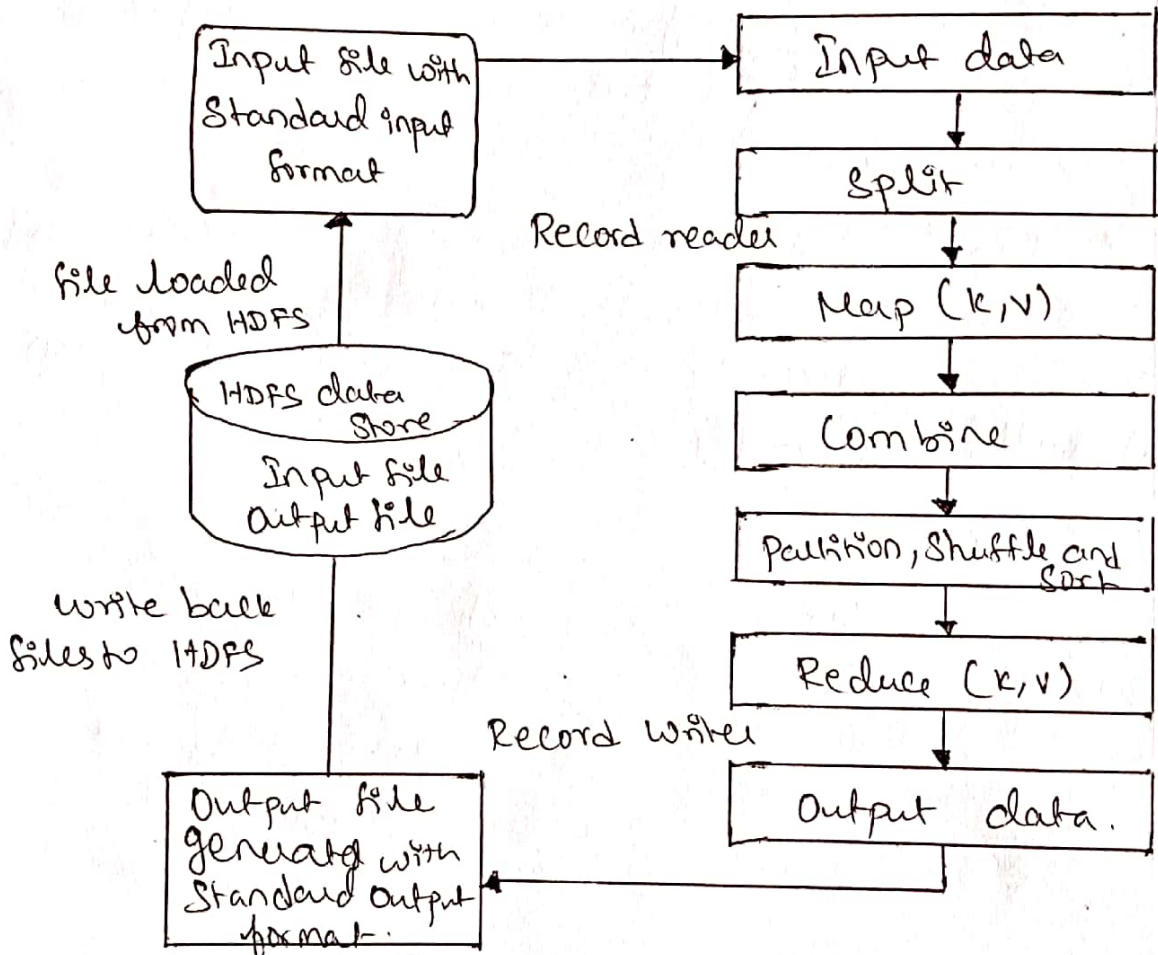 Input file with
Standard input
format
Input data
Split
Record reader
file loaded
from HDFS
Map (K,V)
HDFS data
Store
Input file
Output file
Combine
Partition, Shuffle and
Sort
write back
files to HDFS
Reduce (K,V)
Record Writer
Output file
generatd with
Standard Output
format.
Output data.